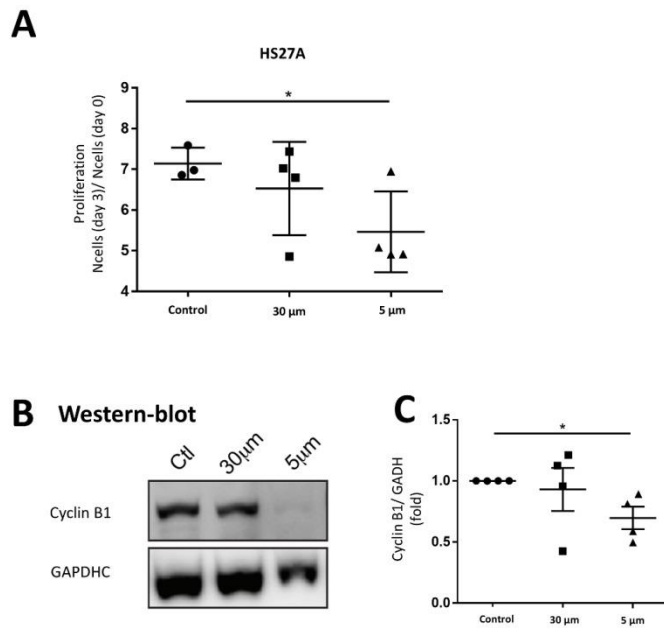 A
HS27A
Proliferation
Ncells (day 3)/ Ncells (day 0)
9
8
7
6
5
4
*
Control
30 µm
5 µm
B
Western-blot
Ctl
30µm
5µm
Cyclin B1
GAPDHC
C
Cyclin B1/ GADH
(fold)
1.5
1.0
0.5
0.0
*
Control
30 µm
5 µm